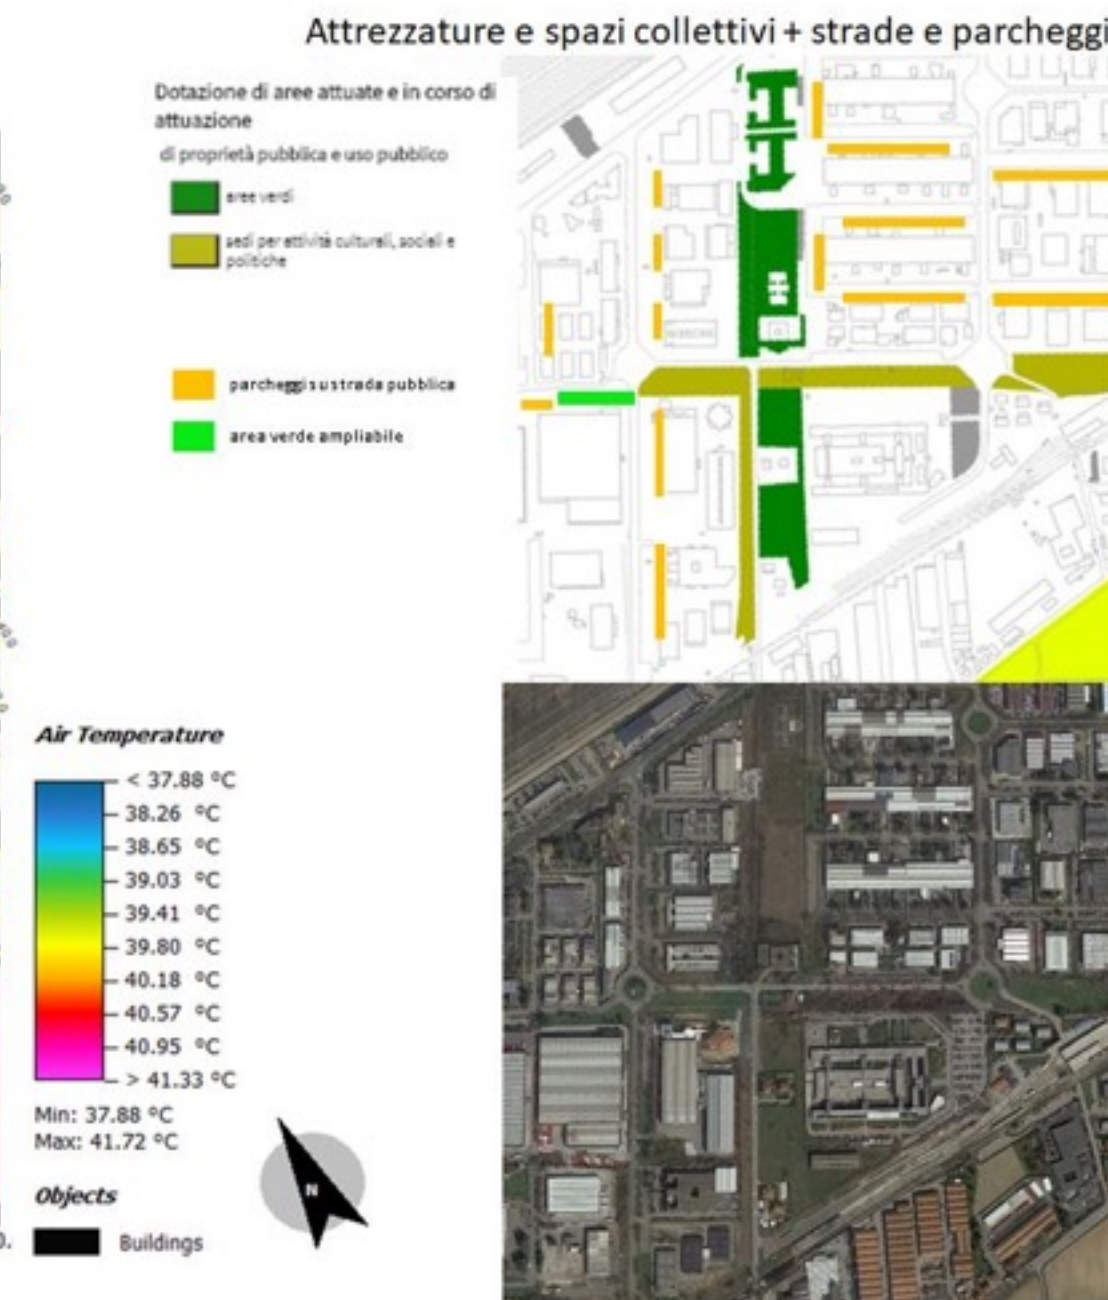 Attrezzature e spazi collettivi + strade e parcheggi
Dotazione di aree attuate e in corso di
attuazione
di proprietà pubblica e uso pubblico
aree verdi
sedi per attività culturali, sociali e
politiche
parcheggi su strada pubblica
area verde ampliabile
Air Temperature
< 37.88 °C
38.26 °C
38.65 °C
39.03 °C
39.41 °C
39.80 °C
40.18 °C
40.57 °C
40.95 °C
> 41.33 °C
Min: 37.88 °C
Max: 41.72 °C
N
Objects
Buildings